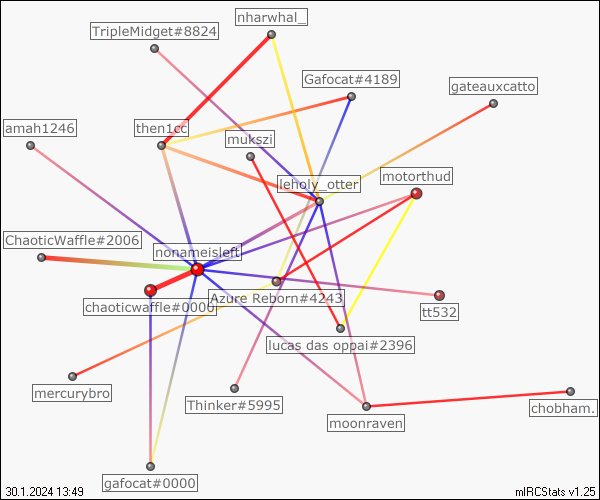 nharwhal_
TripleMidget#8824
Gafocat#4189
gateauxcatto
amah1246
then1cc
mukszi
motorthud
leholy_otter
ChaoticWaffle#2006
nonameisleft
chaoticwaffle#0000
Azure Reborn#4243
tt532
lucas das oppai#2396
mercurybro
Thinker#5995
moonraven
chobham.
gafocat#0000
30.1.2024 13:49
mIRCStats v1.25